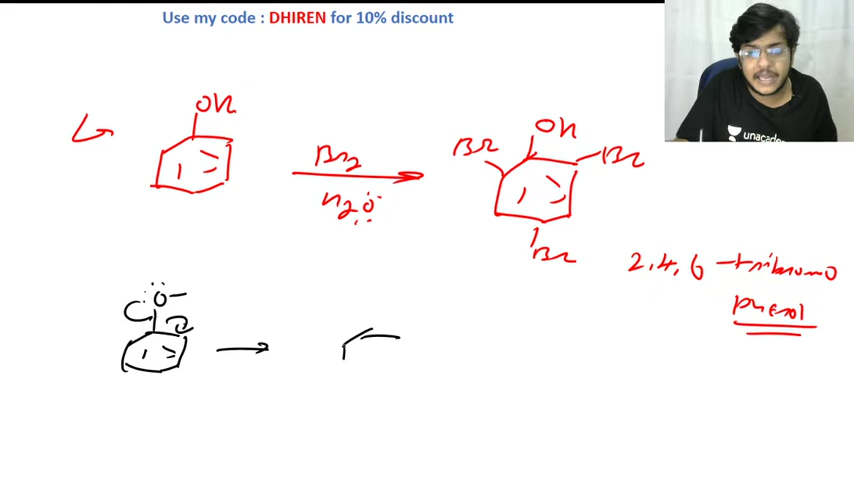 Use my code : DHIREN for 10% discount
OH
OH
Br
Br
Br2
H2O
Br
2,4,6 - tribromo
phenol
O-
unacade